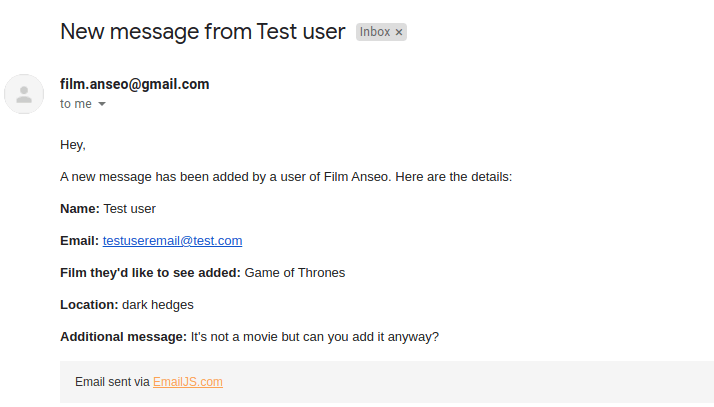 New message from Test user Inbox ×
film.anseo@gmail.com
to me
Hey,
A new message has been added by a user of Film Anseo. Here are the details:
Name: Test user
Email: testuseremail@test.com
Film they'd like to see added: Game of Thrones
Location: dark hedges
Additional message: It's not a movie but can you add it anyway?
Email sent via EmailJS.com